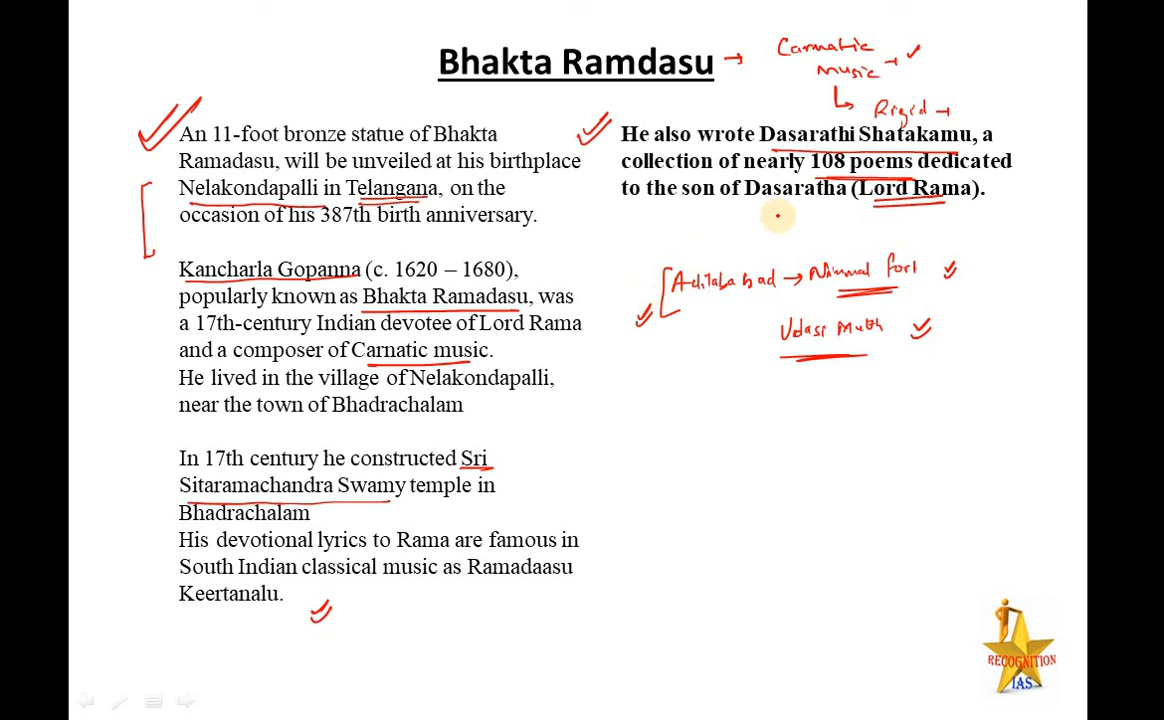 Bhakta Ramdasu → Carnatic
Music →
Rigid →
An 11-foot bronze statue of Bhakta
Ramadasu, will be unveiled at his birthplace
Nelakondapalli in Telangana, on the
occasion of his 387th birth anniversary.
Kancharla Gopanna (c. 1620 – 1680),
popularly known as Bhakta Ramadasu, was
a 17th-century Indian devotee of Lord Rama
and a composer of Carnatic music.
He lived in the village of Nelakondapalli,
near the town of Bhadrachalam
In 17th century he constructed Sri
Sitaramachandra Swamy temple in
Bhadrachalam
His devotional lyrics to Rama are famous in
South Indian classical music as Ramadaasu
Keertanalu.
He also wrote Dasarathi Shatakamu, a
collection of nearly 108 poems dedicated
to the son of Dasaratha (Lord Rama).
Adilabad → Nirmal fort
Udasi Muth
RECOGNITION
IAS